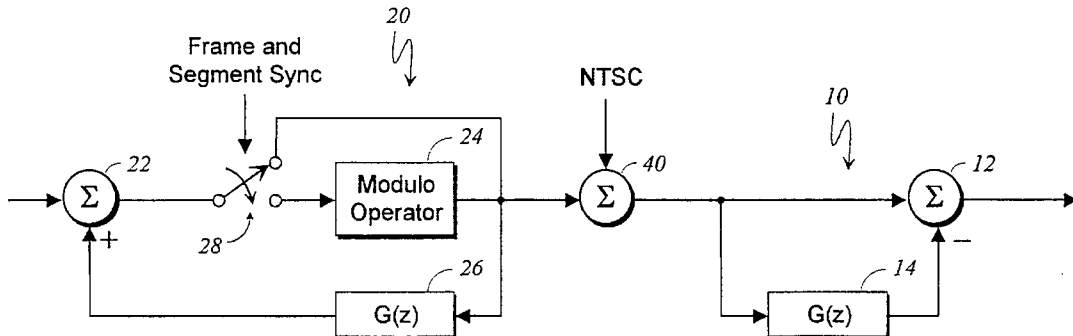 20
Frame and
Segment Sync
NTSC
10
22
24
40
12
Σ
Modulo
Operator
Σ
Σ
28
+
−
26
14
G(z)
G(z)